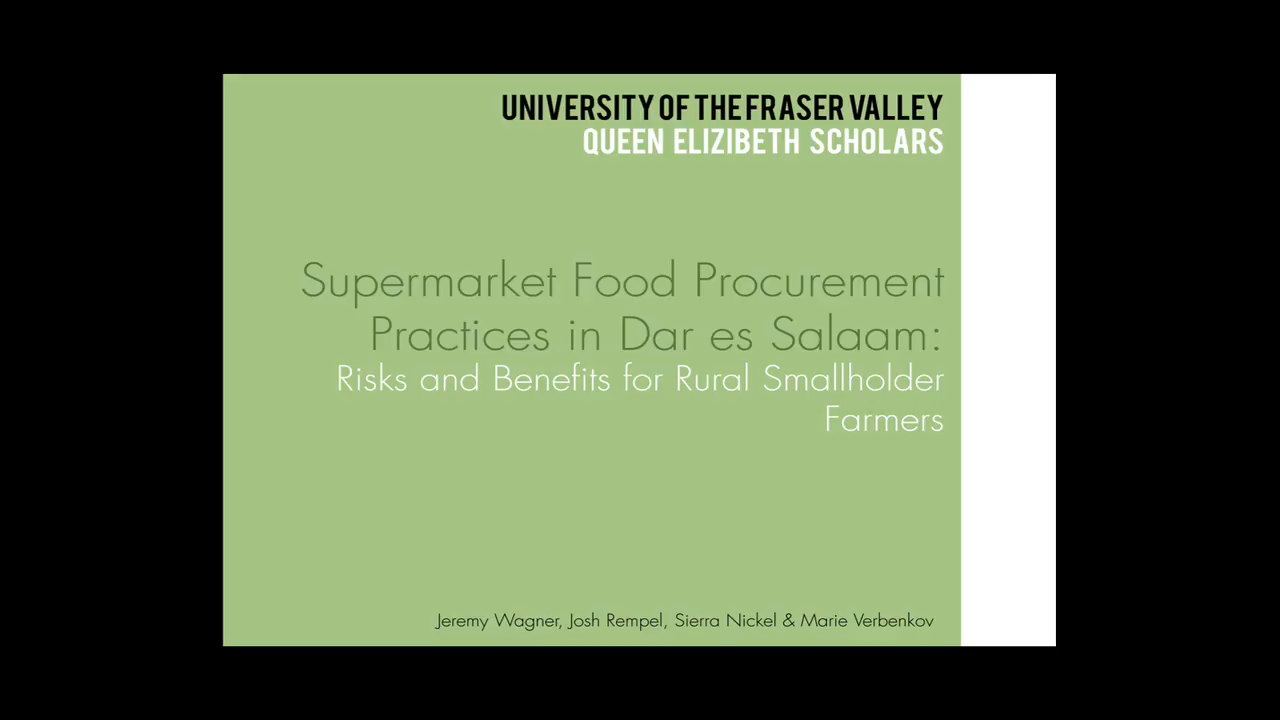 UNIVERSITY OF THE FRASER VALLEY
QUEEN ELIZIBETH SCHOLARS
Supermarket Food Procurement
Practices in Dar es Salaam:
Risks and Benefits for Rural Smallholder
Farmers
Jeremy Wagner, Josh Rempel, Sierra Nickel & Marie Verbenkov